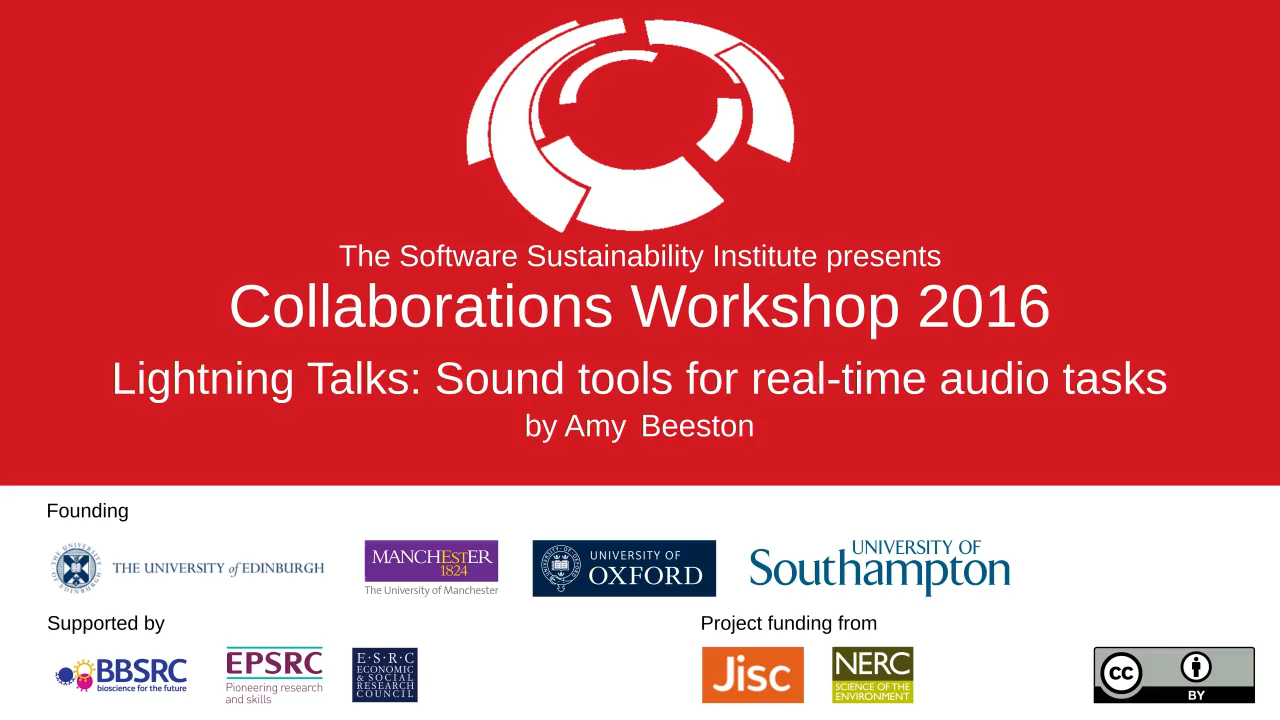 The Software Sustainability Institute presents
Collaborations Workshop 2016
Lightning Talks: Sound tools for real-time audio tasks
by Amy Beeston
Founding
THE UNIVERSITY of EDINBURGH
MANCHESTER
1824
The University of Manchester
UNIVERSITY OF
OXFORD
UNIVERSITY OF
Southampton
Supported by
Project funding from
BBSRC
bioscience for the future
EPSRC
Pioneering research
and skills
E·S·R·C
ECONOMIC
& SOCIAL
RESEARCH
COUNCIL
Jisc
NERC
SCIENCE OF THE
ENVIRONMENT
cc
BY